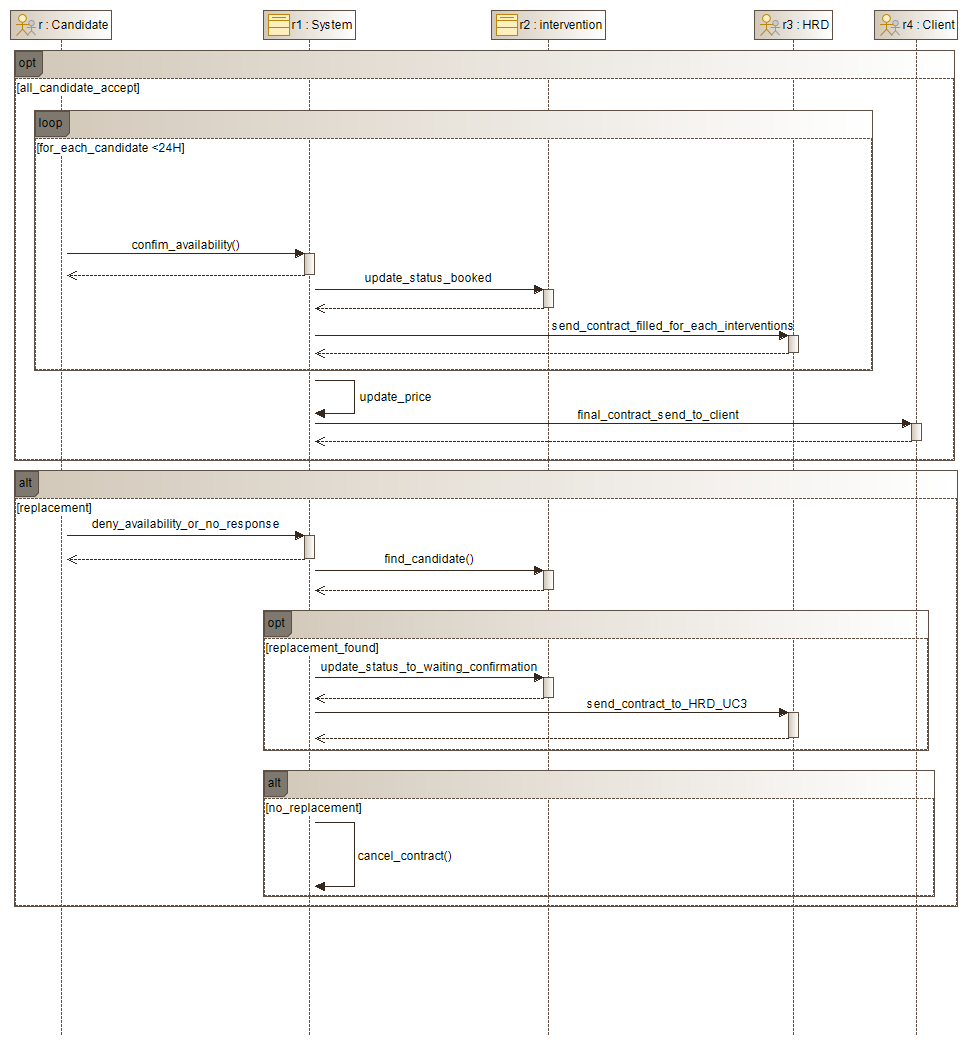 r : Candidate
r1 : System
r2 : intervention
r3 : HRD
r4 : Client
opt
[all_candidate_accept]
loop
[for_each_candidate <24H]
confim_availability()
update_status_booked
send_contract_filled_for_each_interventions
update_price
final_contract_send_to_client
alt
[replacement]
deny_availability_or_no_response
find_candidate()
opt
[replacement_found]
update_status_to_waiting_confirmation
send_contract_to_HRD_UC3
alt
[no_replacement]
cancel_contract()